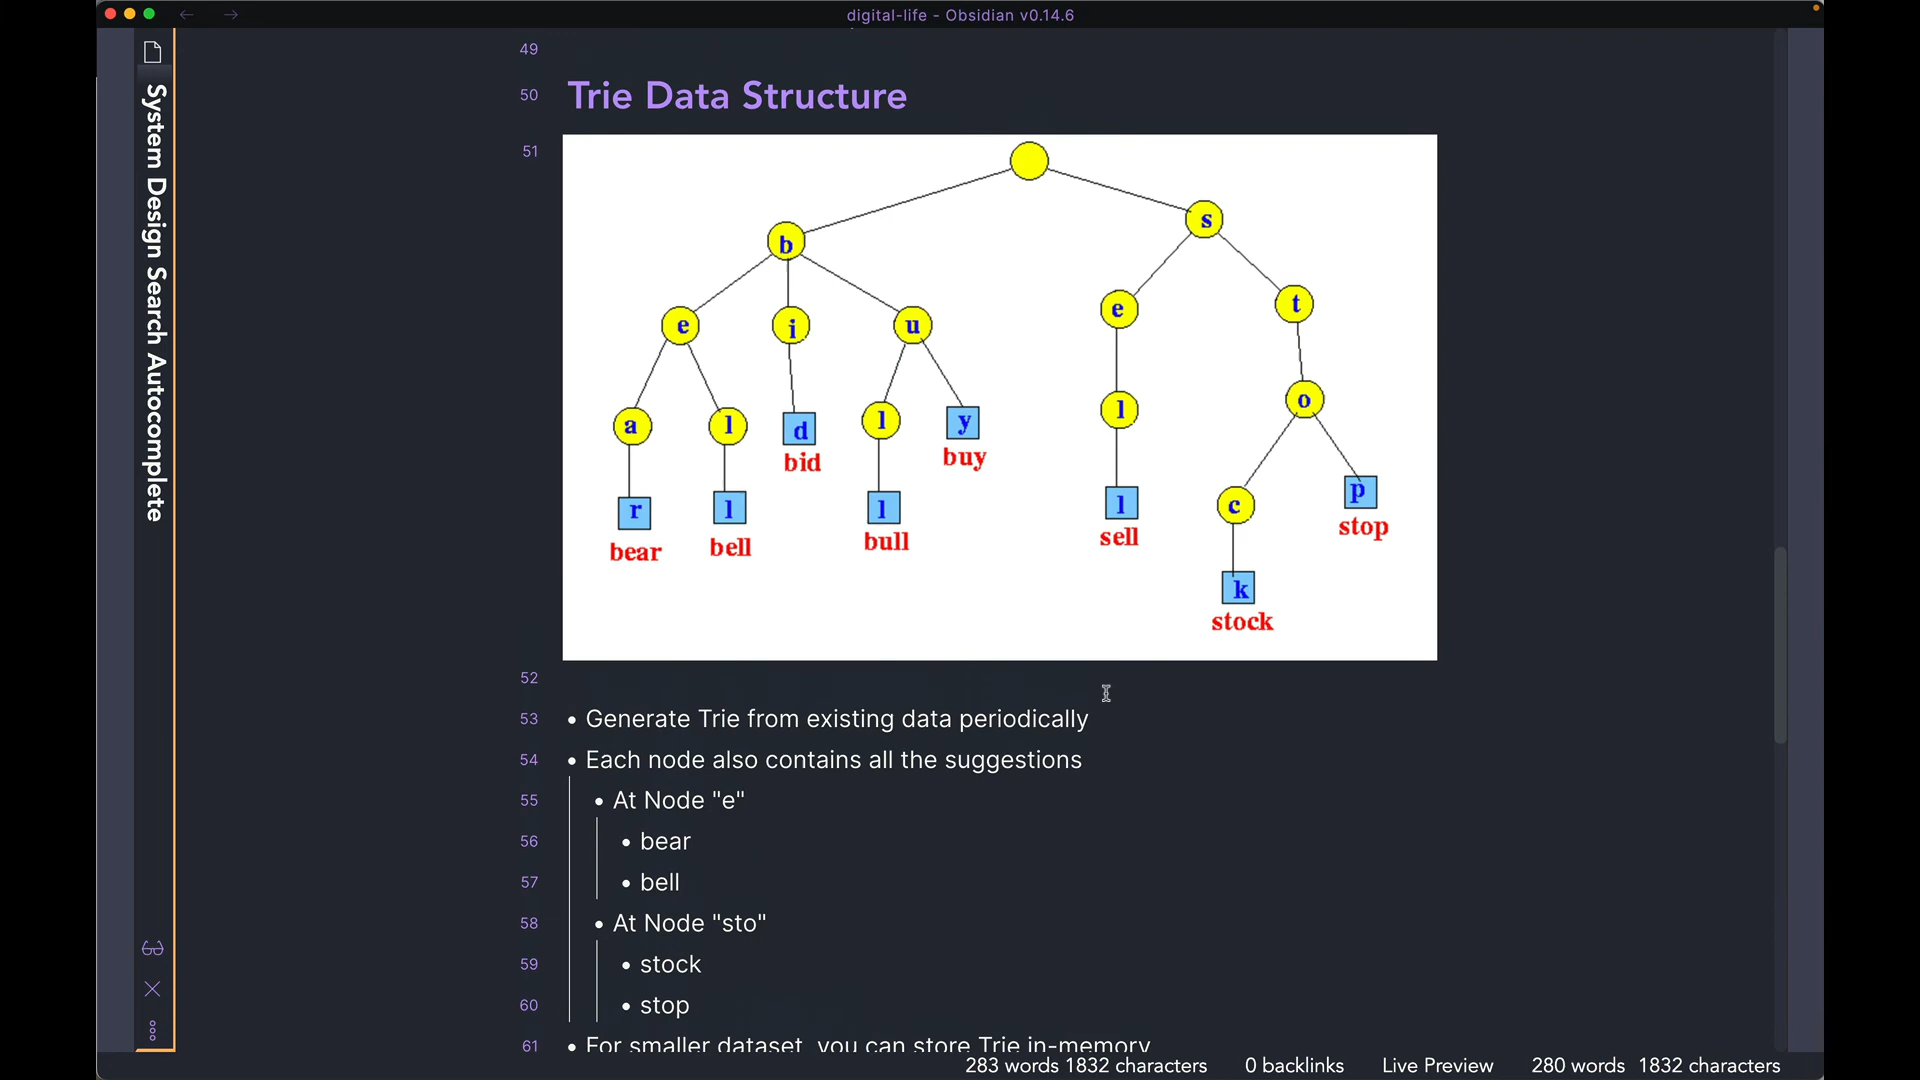 digital-life - Obsidian v0.14.6
System Design Search Autocomplete
49
50 Trie Data Structure
51
b s
e i u e t
a l d l y l o
bid buy
r l l l c p
bear bell bull sell stop
k
stock
52
53 • Generate Trie from existing data periodically
54 • Each node also contains all the suggestions
55 • At Node "e"
56 • bear
57 • bell
58 • At Node "sto"
59 • stock
60 • stop
61 • For smaller dataset, you can store Trie in-memory
283 words 1832 characters 0 backlinks Live Preview 280 words 1832 characters